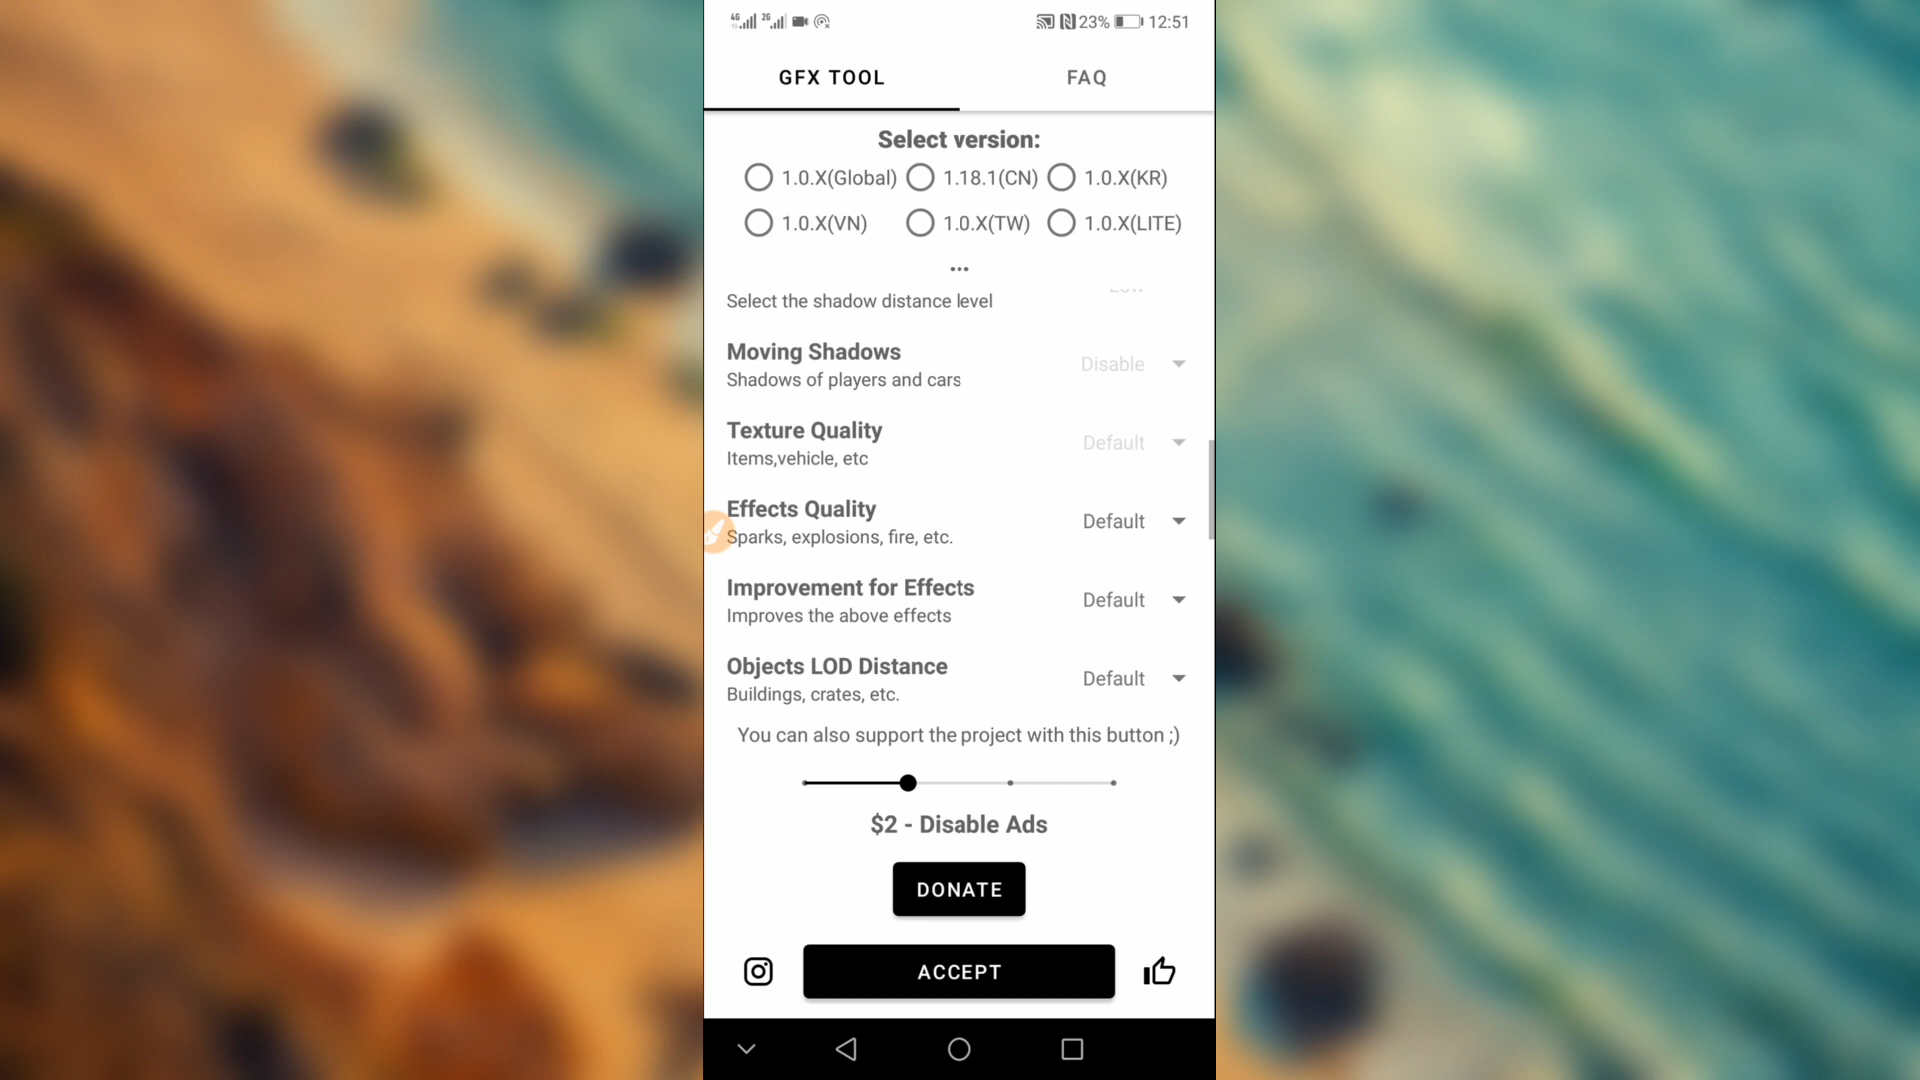 4G 2G 23% 12:51
GFX TOOL FAQ
Select version:
1.0.X(Global) 1.18.1(CN) 1.0.X(KR)
1.0.X(VN) 1.0.X(TW) 1.0.X(LITE)
...
Select the shadow distance level
Moving Shadows
Disable
Shadows of players and cars
Texture Quality
Default
Items,vehicle, etc
Effects Quality
Default
Sparks, explosions, fire, etc.
Improvement for Effects
Default
Improves the above effects
Objects LOD Distance
Default
Buildings, crates, etc.
You can also support the project with this button ;)
$2 - Disable Ads
DONATE
ACCEPT